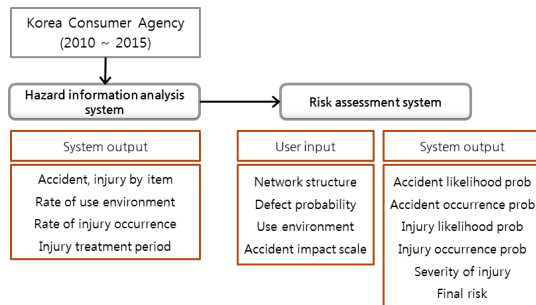 Korea Consumer Agency
(2010 ~ 2015)
Hazard information analysis
system
Risk assessment system
System output
Accident, injury by item
Rate of use environment
Rate of injury occurrence
Injury treatment period
User input
Network structure
Defect probability
Use environment
Accident impact scale
System output
Accident likelihood prob
Accident occurrence prob
Injury likelihood prob
Injury occurrence prob
Severity of injury
Final risk